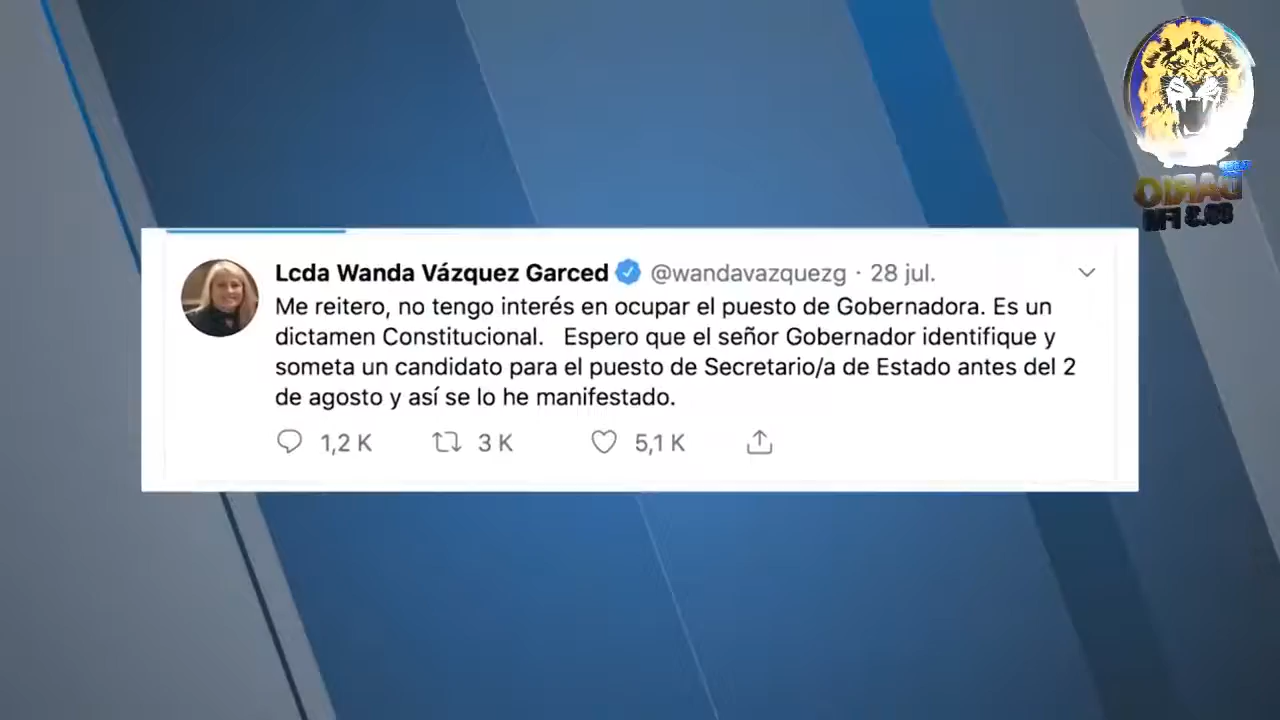 Lcda Wanda Vázquez Garced @wandavazquezg · 28 jul.
Me reitero, no tengo interés en ocupar el puesto de Gobernadora. Es un
dictamen Constitucional.   Espero que el señor Gobernador identifique y
someta un candidato para el puesto de Secretario/a de Estado antes del 2
de agosto y así se lo he manifestado.
1,2 K 3 K 5,1 K
DARIO